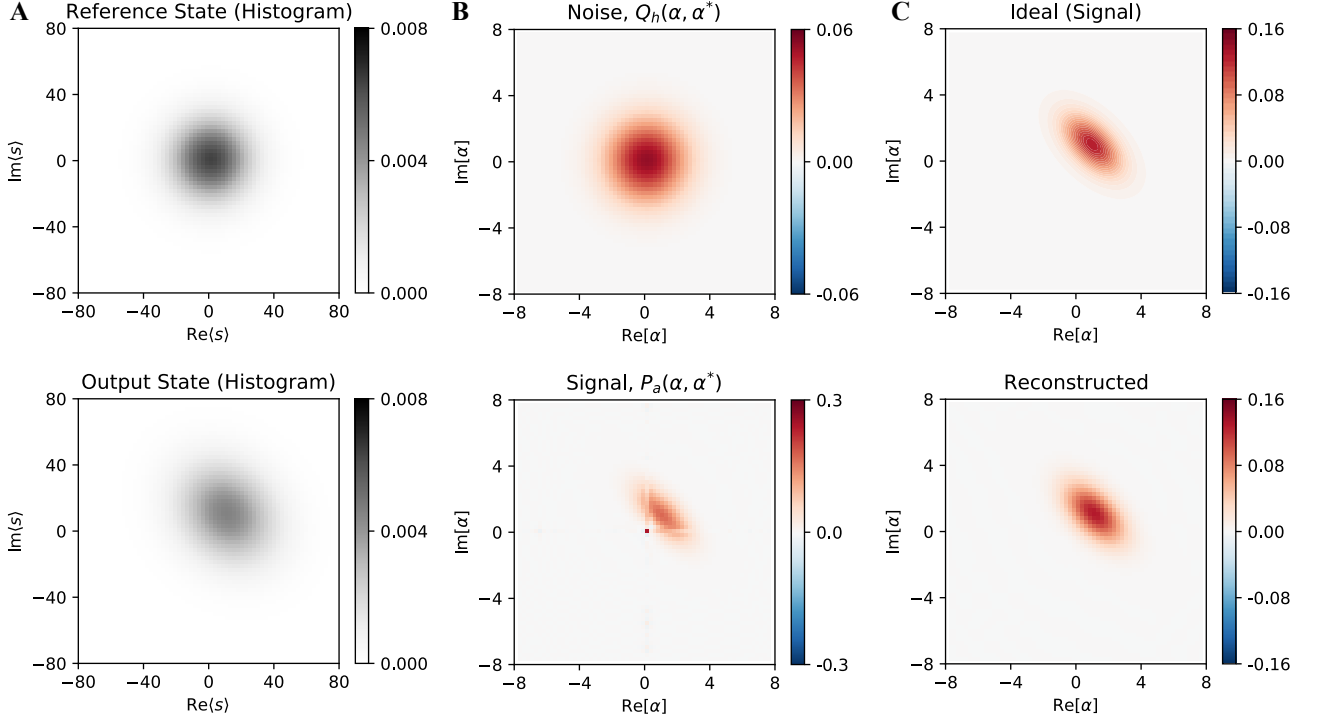 A
Reference State (Histogram)
80
40
0
−40
−80
Im⟨s⟩
−80 −40 0 40 80
Re⟨s⟩
0.008
0.004
0.000
B
Noise, Qₕ(α, α*)
8
4
0
−4
−8
Im[α]
−8 −4 0 4 8
Re[α]
0.06
0.00
-0.06
C
Ideal (Signal)
8
4
0
−4
−8
Im[α]
−8 −4 0 4 8
Re[α]
0.16
0.08
0.00
-0.08
-0.16
Output State (Histogram)
80
40
0
−40
−80
Im⟨s⟩
−80 −40 0 40 80
Re⟨s⟩
0.008
0.004
0.000
Signal, Pₐ(α, α*)
8
4
0
−4
−8
Im[α]
−8 −4 0 4 8
Re[α]
0.3
0.0
-0.3
Reconstructed
8
4
0
−4
−8
Im[α]
−8 −4 0 4 8
Re[α]
0.16
0.08
0.00
-0.08
-0.16